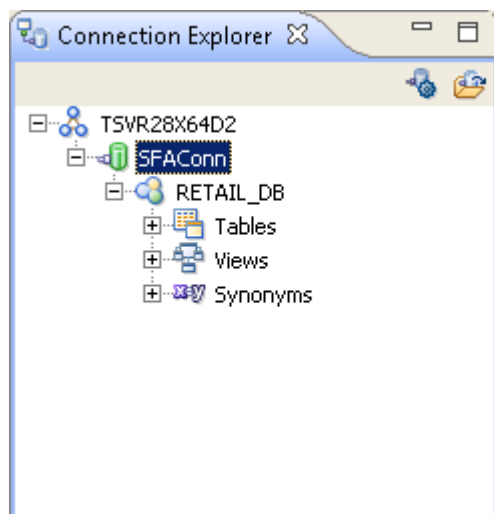 Connection Explorer
TSVR28X64D2
SFAConn
RETAIL_DB
Tables
Views
Synonyms